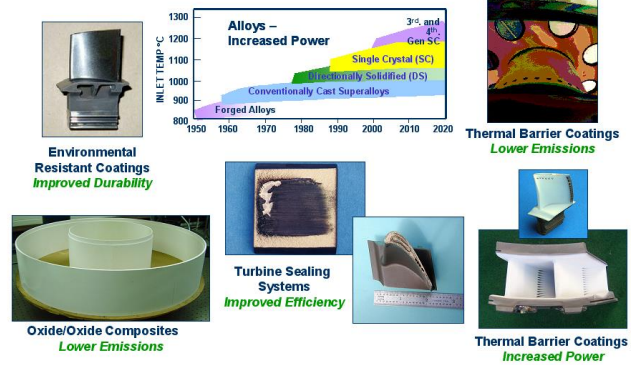 Alloys –
Increased Power
INLET TEMP °C
1300
1200
1100
1000
900
800
1950
1960
1970
1980
1990
2000
2010
2020
3rd, and
4th,
Gen SC
Single Crystal (SC)
Directionally Solidified (DS)
Conventionally Cast Superalloys
Forged Alloys
Thermal Barrier Coatings
Lower Emissions
Environmental
Resistant Coatings
Improved Durability
Turbine Sealing
Systems
Improved Efficiency
Oxide/Oxide Composites
Lower Emissions
Thermal Barrier Coatings
Increased Power